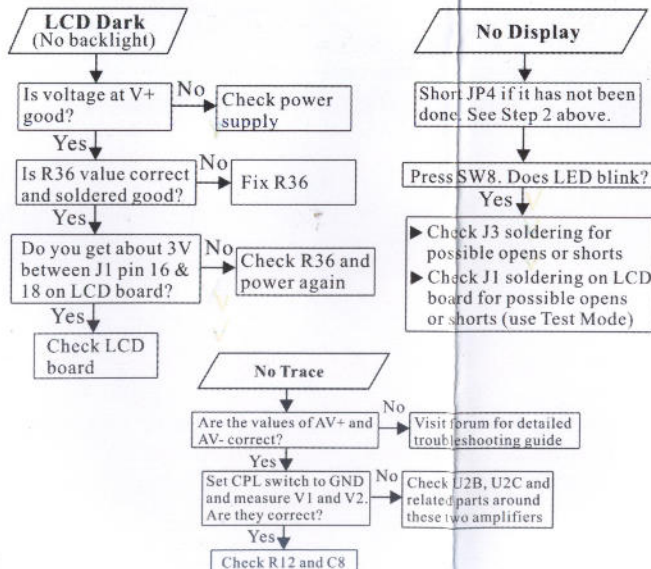 LCD Dark
(No backlight)
Is voltage at V+
good?
No
Check power
supply
Yes
Is R36 value correct
and soldered good?
No
Fix R36
Yes
Do you get about 3V
between J1 pin 16 &
18 on LCD board?
No
Check R36 and
power again
Yes
Check LCD
board
No Display
Short JP4 if it has not been
done. See Step 2 above.
Press SW8. Does LED blink?
Yes
▶ Check J3 soldering for
possible opens or shorts
▶ Check J1 soldering on LCD
board for possible opens
or shorts (use Test Mode)
No Trace
Are the values of AV+ and
AV- correct?
No
Visit forum for detailed
troubleshooting guide
Yes
Set CPL switch to GND
and measure V1 and V2.
Are they correct?
No
Check U2B, U2C and
related parts around
these two amplifiers
Yes
Check R12 and C8